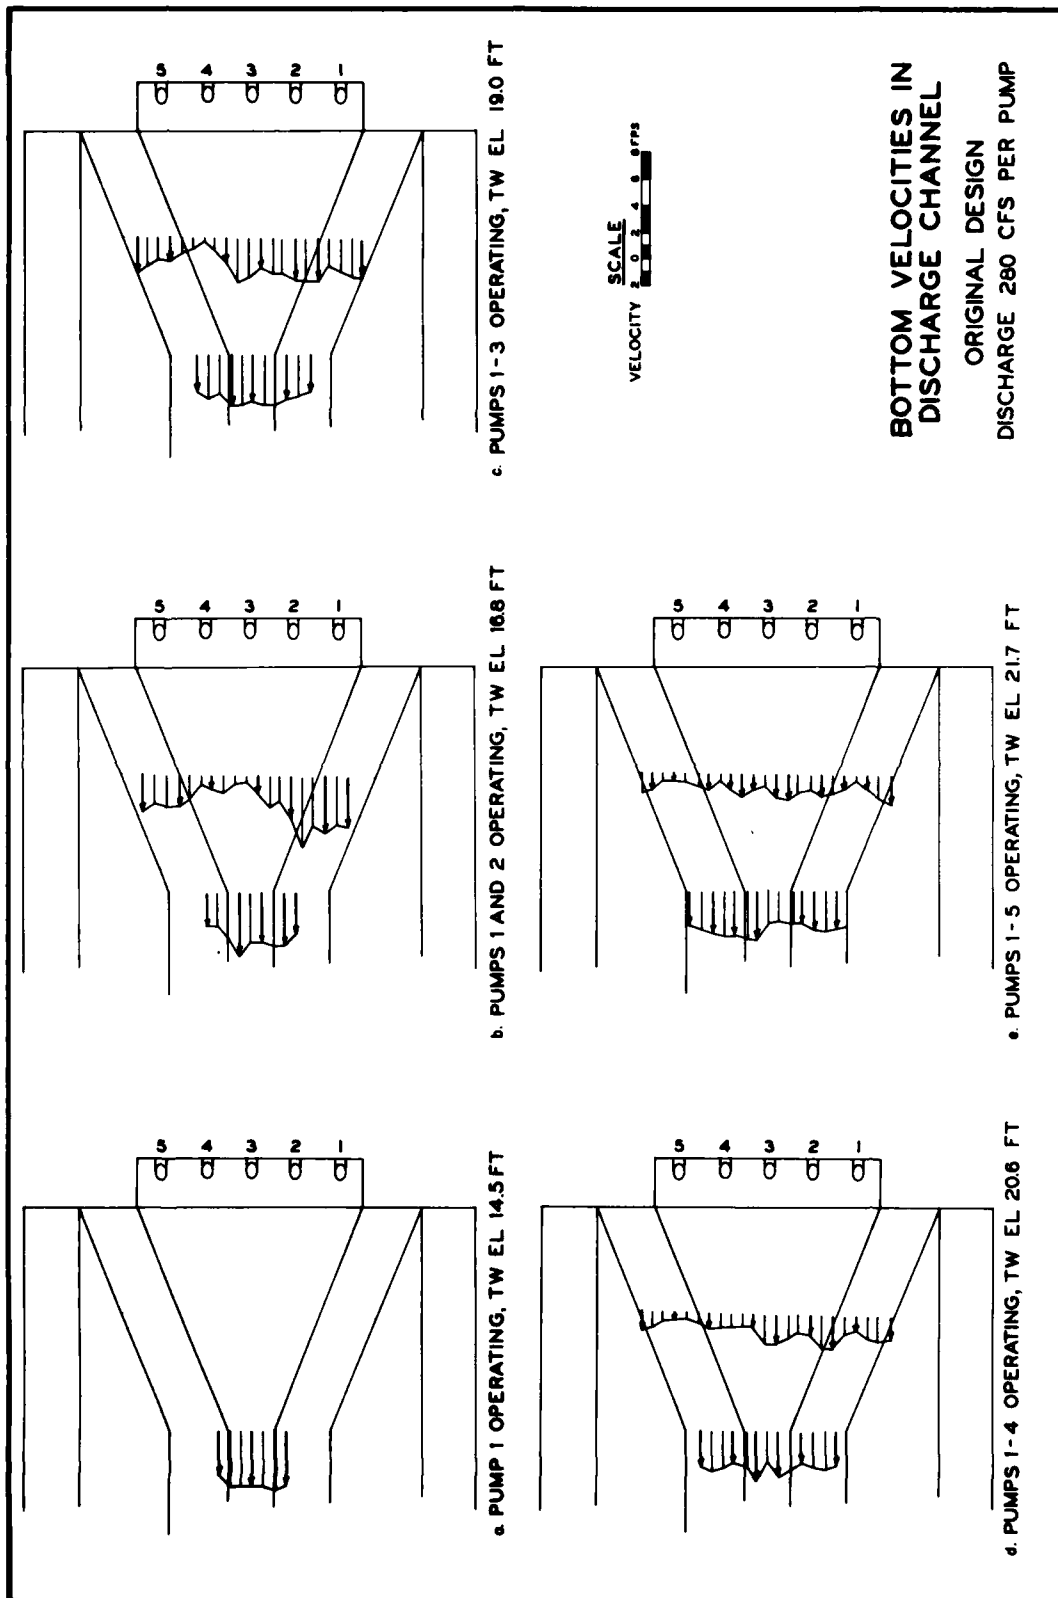 5
4
3
2
1
a. PUMP 1 OPERATING, TW EL 14.5 FT
5
4
3
2
1
b. PUMPS 1 AND 2 OPERATING, TW EL 16.8 FT
5
4
3
2
1
c. PUMPS 1-3 OPERATING, TW EL 19.0 FT
5
4
3
2
1
d. PUMPS 1-4 OPERATING, TW EL 20.6 FT
5
4
3
2
1
e. PUMPS 1-5 OPERATING, TW EL 21.7 FT
SCALE
VELOCITY 2 0 2 4 6 8 FPS
BOTTOM VELOCITIES IN
DISCHARGE CHANNEL
ORIGINAL DESIGN
DISCHARGE 280 CFS PER PUMP